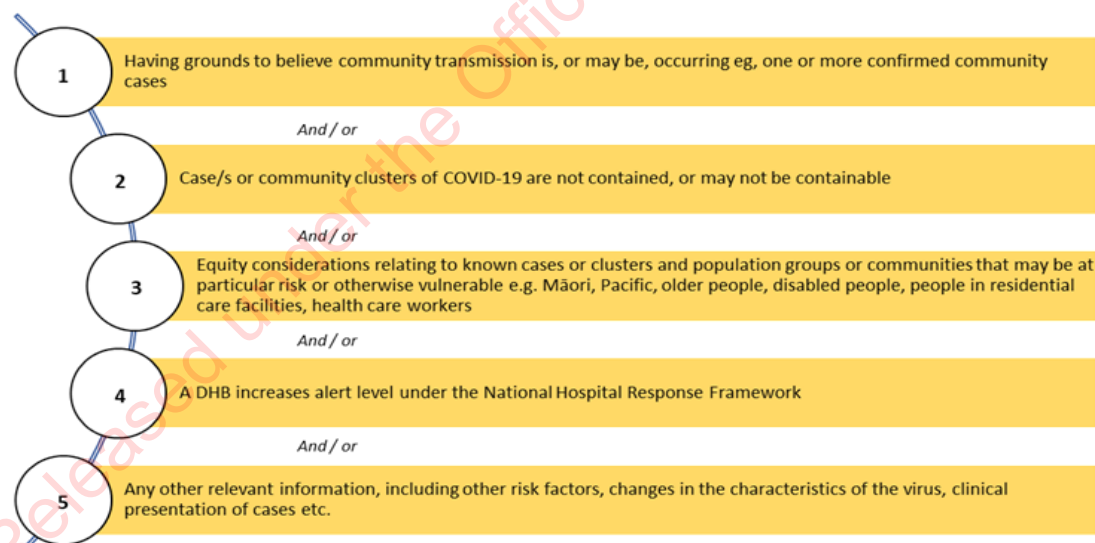 1
Having grounds to believe community transmission is, or may be, occurring eg, one or more confirmed community
cases
And / or
2
Case/s or community clusters of COVID-19 are not contained, or may not be containable
And / or
3
Equity considerations relating to known cases or clusters and population groups or communities that may be at
particular risk or otherwise vulnerable e.g. Māori, Pacific, older people, disabled people, people in residential
care facilities, health care workers
And / or
4
A DHB increases alert level under the National Hospital Response Framework
And / or
5
Any other relevant information, including other risk factors, changes in the characteristics of the virus, clinical
presentation of cases etc.
Released under the Offic